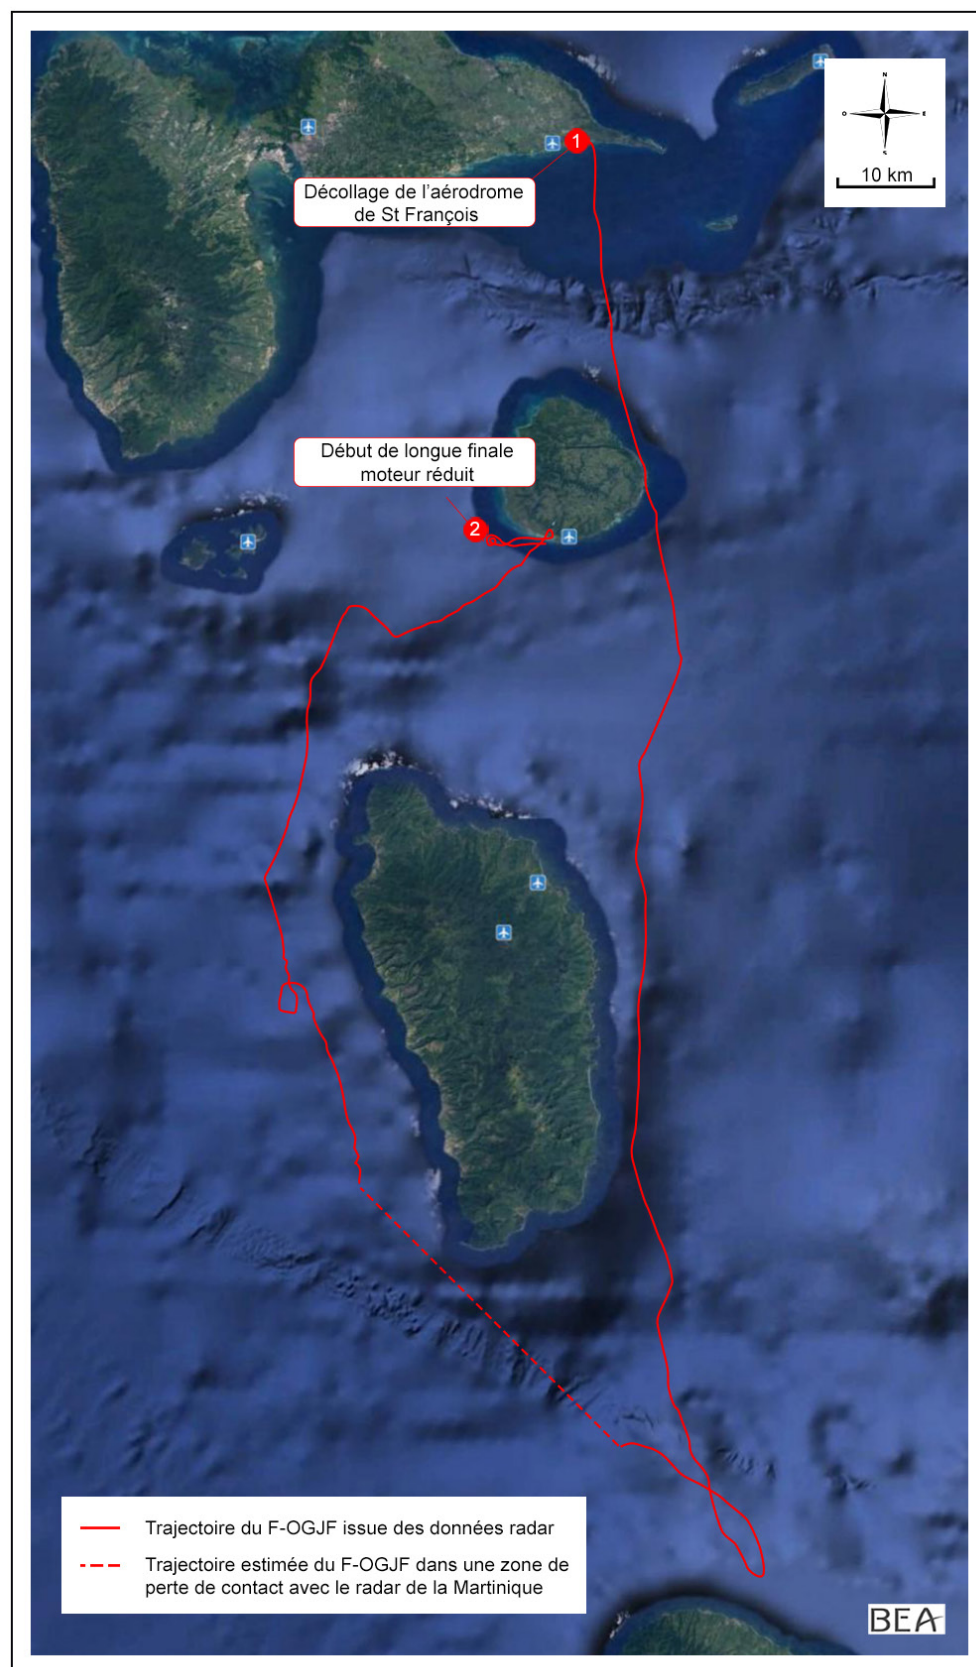 N
O
E
S
10 km
1
Décollage de l'aérodrome
de St François
Début de longue finale
moteur réduit
2
Trajectoire du F-OGJF issue des données radar
Trajectoire estimée du F-OGJF dans une zone de
perte de contact avec le radar de la Martinique
BEA